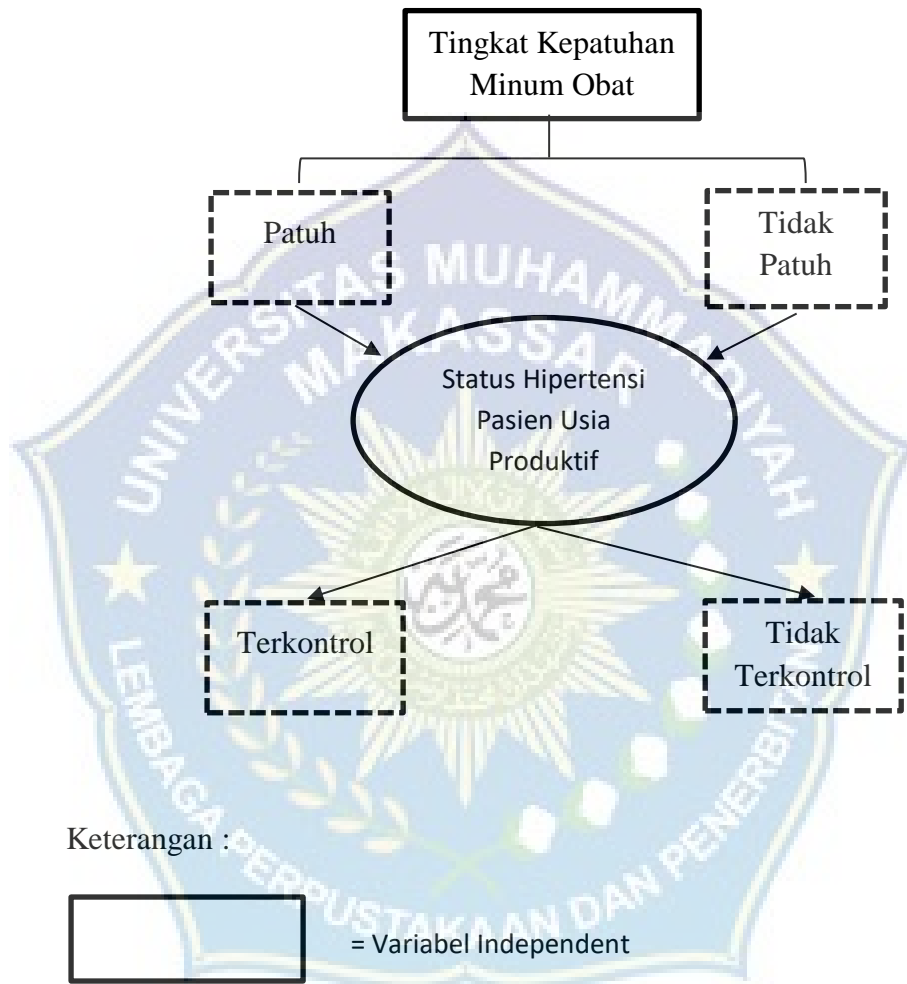 Tingkat Kepatuhan
Minum Obat
Patuh
Tidak
Patuh
UNIVERSITAS MUHAMMADIYAH
MAKASSAR
Status Hipertensi
Pasien Usia
Produktif
Terkontrol
Tidak
Terkontrol
LEMBAGA PERPUSTAKAAN DAN PENERBITAN
Keterangan :
= Variabel Independent